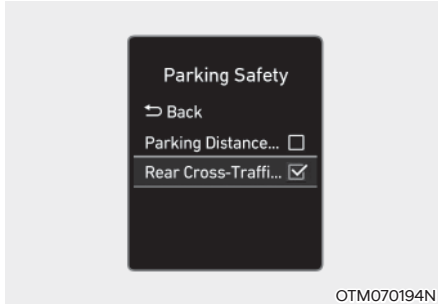 Parking Safety
⮌ Back
Parking Distance...
Rear Cross-Traffi...
OTM070194N